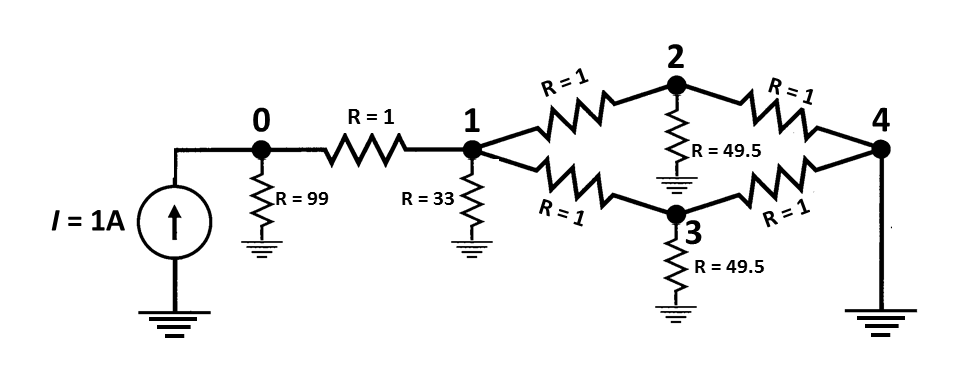 2
R = 1
R = 1
0
R = 1
1
4
R = 49.5
I = 1A
R = 99
R = 33
R = 1
R = 1
3
R = 49.5